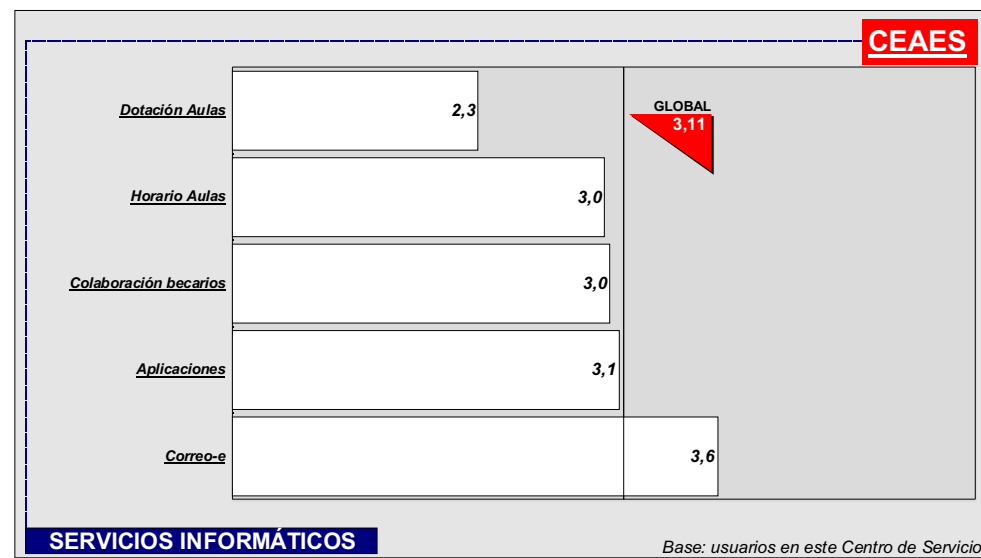 CEAES
Dotación Aulas
2,3
GLOBAL
3,11
Horario Aulas
3,0
Colaboración becarios
3,0
Aplicaciones
3,1
Correo-e
3,6
SERVICIOS INFORMÁTICOS
Base: usuarios en este Centro de Servicio